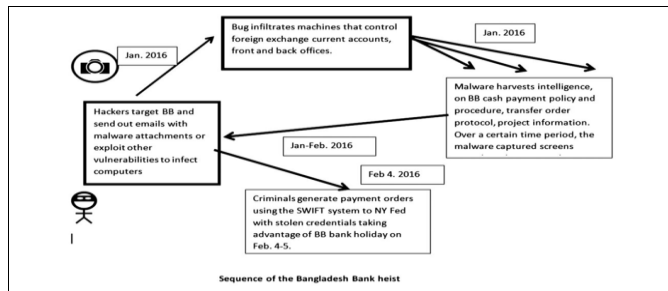 Jan. 2016
Bug infiltrates machines that control
foreign exchange current accounts,
front and back offices.
Jan. 2016
Malware harvests intelligence,
on BB cash payment policy and
procedure, transfer order
protocol, project information.
Over a certain time period, the
malware captured screens
Hackers target BB and
send out emails with
malware attachments or
exploit other
vulnerabilities to infect
computers
Jan-Feb. 2016
Feb 4. 2016
Criminals generate payment orders
using the SWIFT system to NY Fed
with stolen credentials taking
advantage of BB bank holiday on
Feb. 4-5.
Sequence of the Bangladesh Bank heist